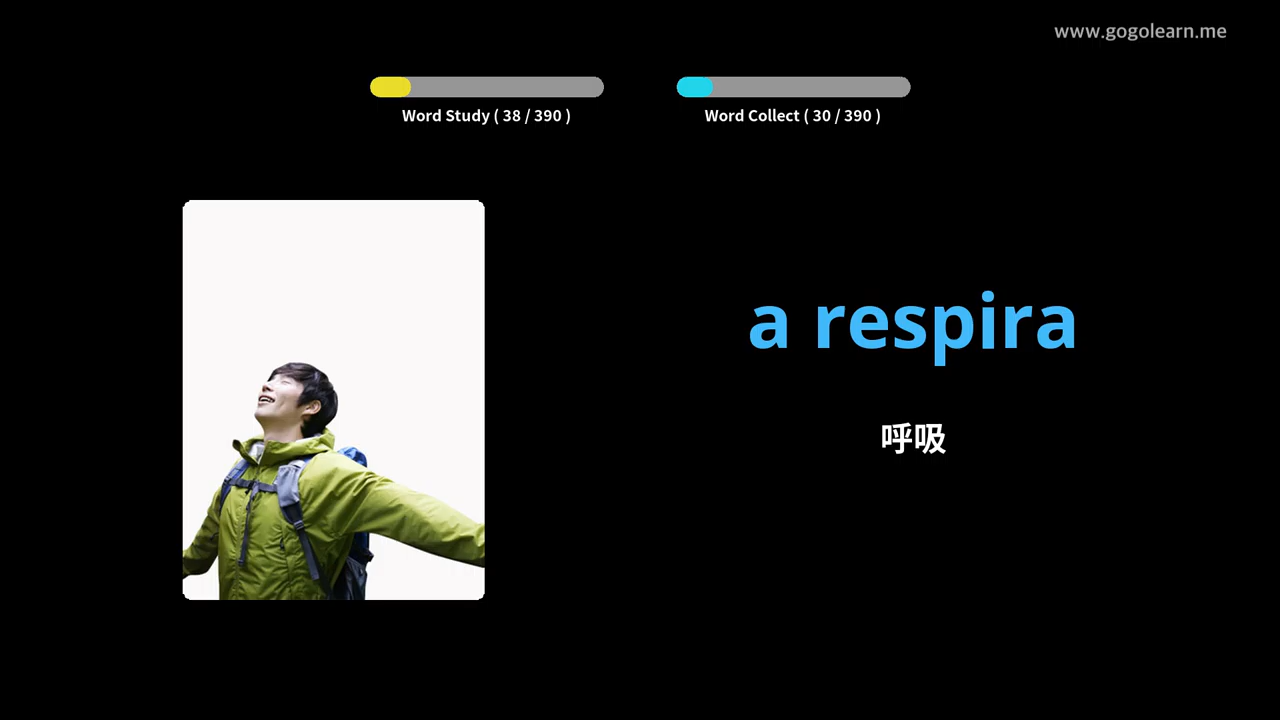 www.gogolearn.me
Word Study ( 38 / 390 )
Word Collect ( 30 / 390 )
a respira
呼吸